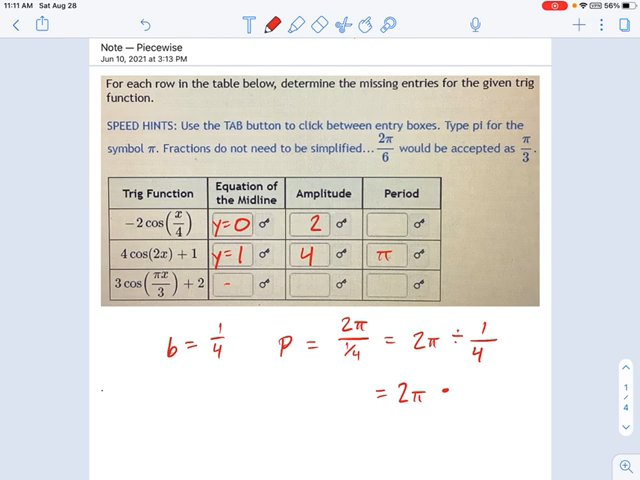 11:11 AM Sat Aug 28
VPN 56%
T
Note — Piecewise
Jun 10, 2021 at 3:13 PM
For each row in the table below, determine the missing entries for the given trig
function.
SPEED HINTS: Use the TAB button to click between entry boxes. Type pi for the
symbol π. Fractions do not need to be simplified... 2π/6 would be accepted as π/3.
Trig Function Equation of the Midline Amplitude Period
−2 cos(x/4) y=0 2
4 cos(2x) + 1 y=1 4 π
3 cos(πx/3) + 2 -
b = 1/4 P = 2π/(1/4) = 2π ÷ 1/4
= 2π •
1/4